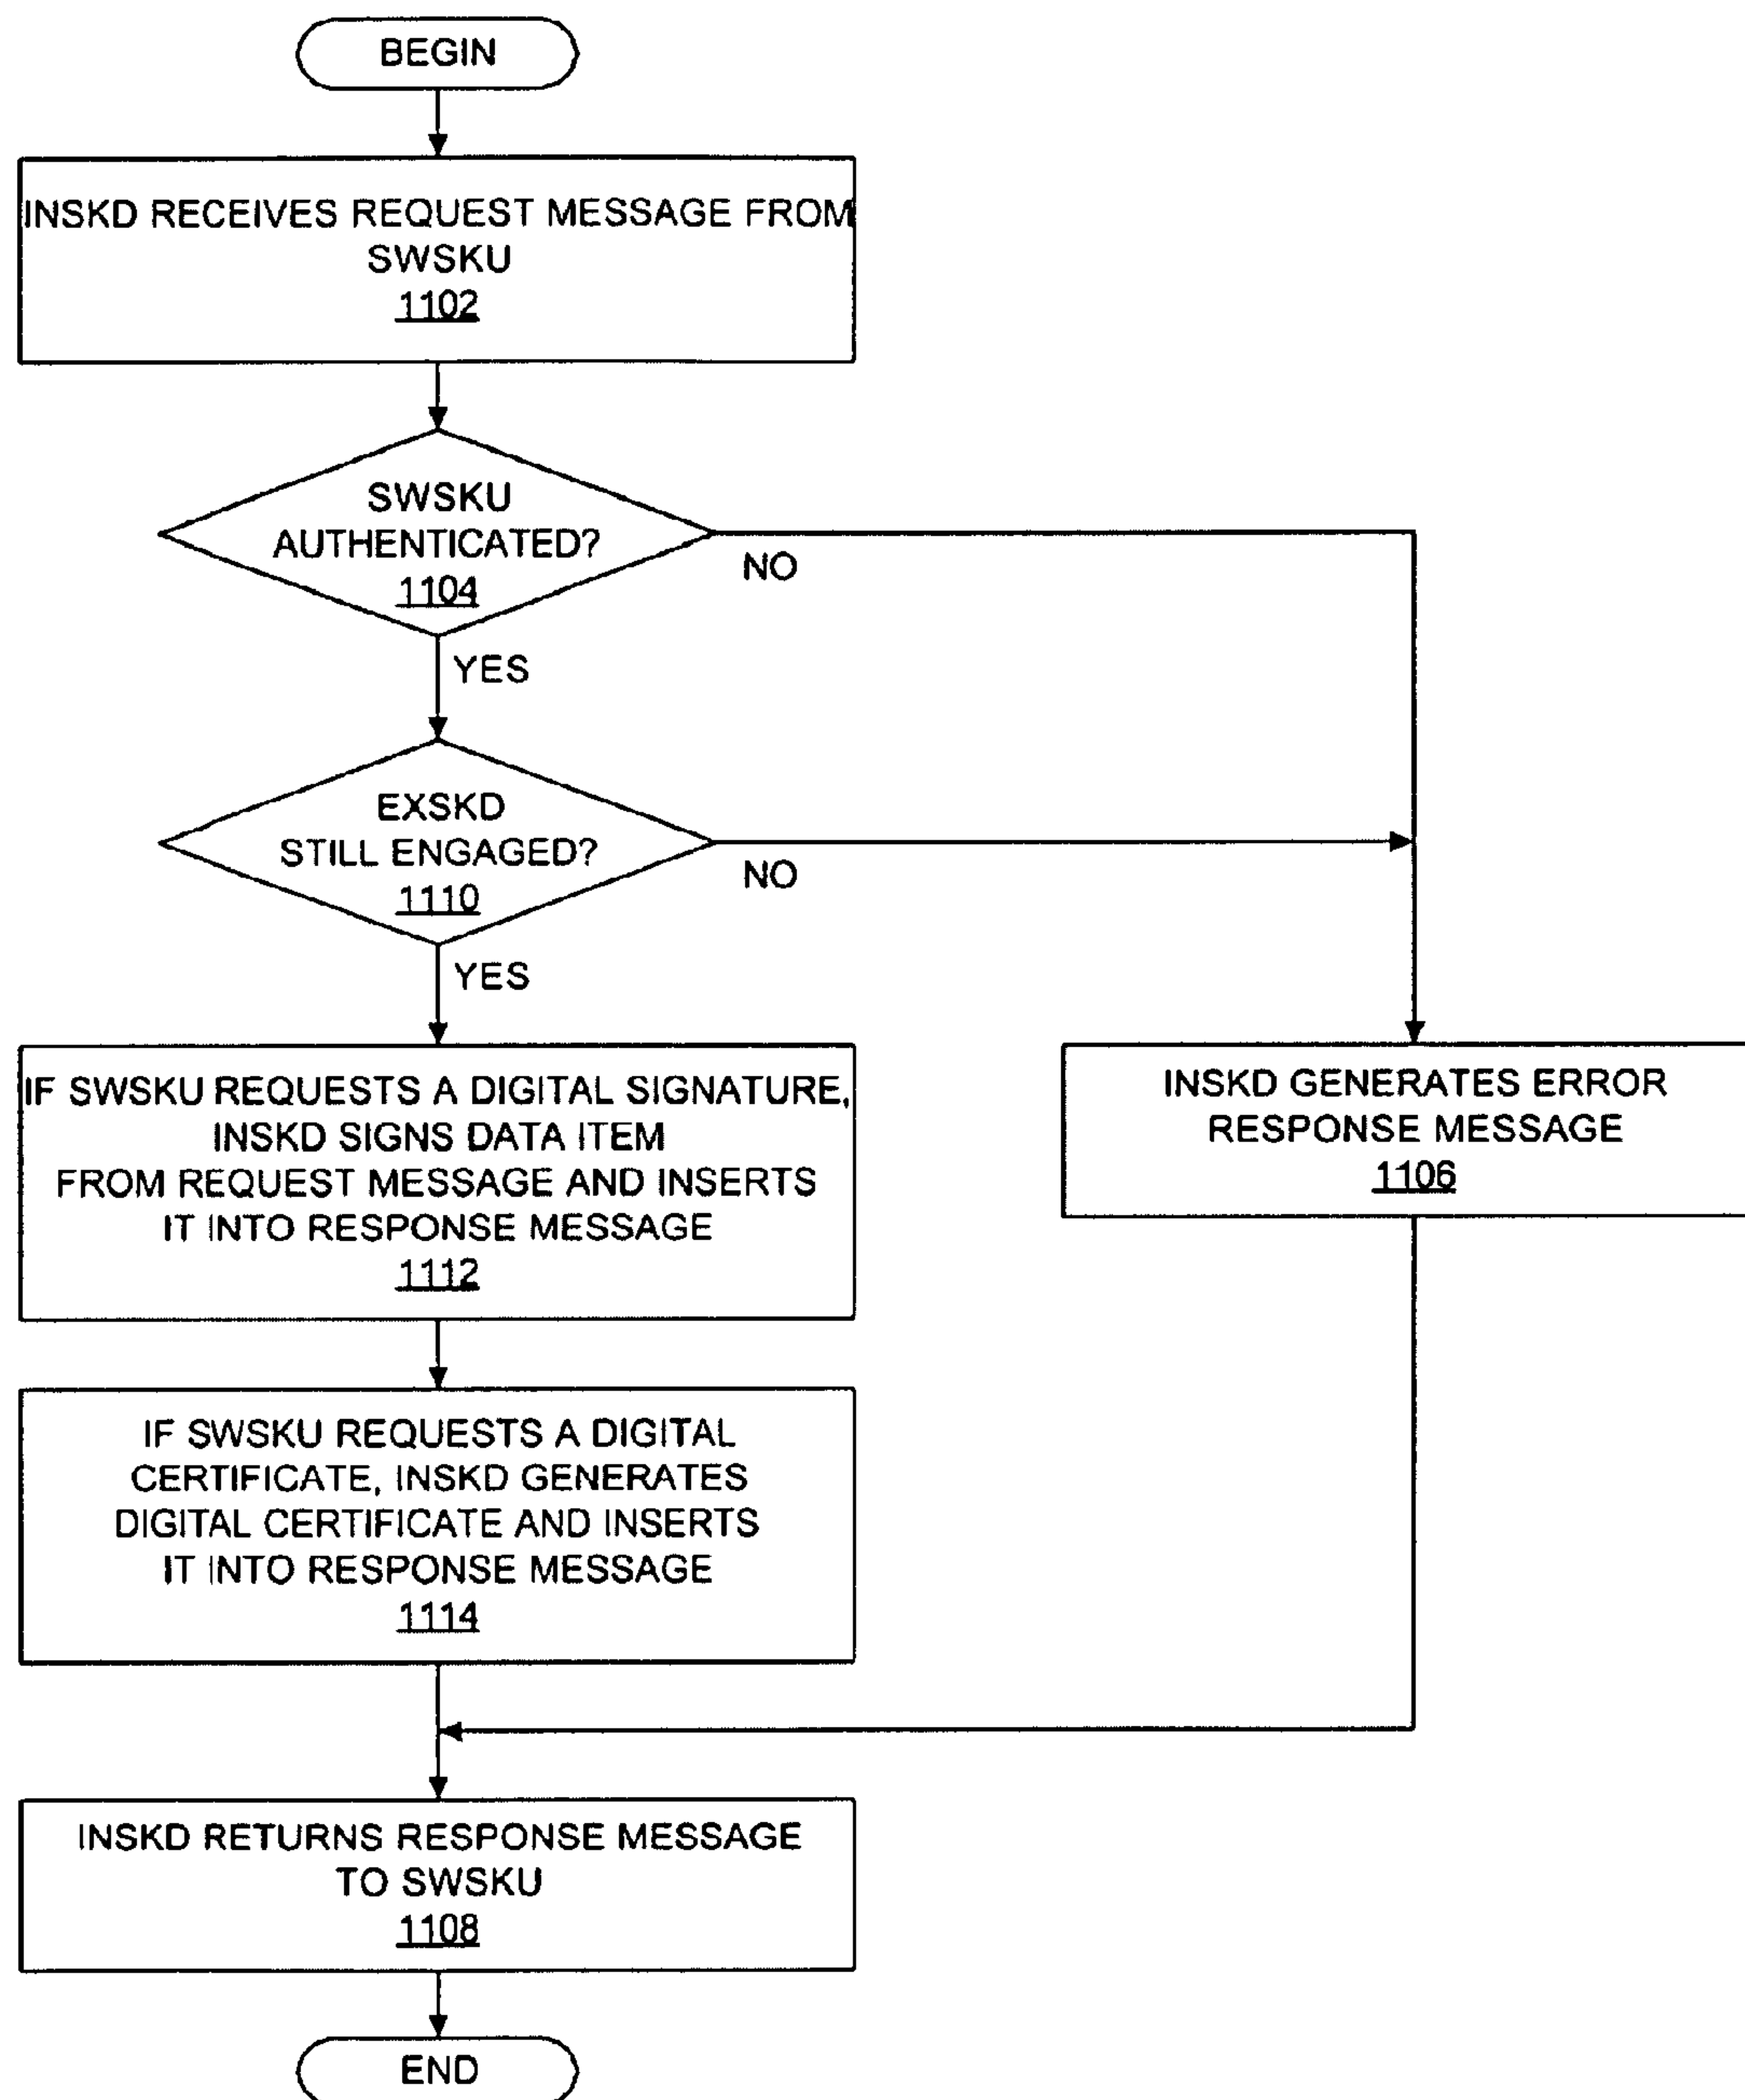 BEGIN
INSKD RECEIVES REQUEST MESSAGE FROM
SWSKU
1102
SWSKU
AUTHENTICATED?
1104
NO
YES
EXSKD
STILL ENGAGED?
1110
NO
YES
IF SWSKU REQUESTS A DIGITAL SIGNATURE,
INSKD SIGNS DATA ITEM
FROM REQUEST MESSAGE AND INSERTS
IT INTO RESPONSE MESSAGE
1112
INSKD GENERATES ERROR
RESPONSE MESSAGE
1106
IF SWSKU REQUESTS A DIGITAL
CERTIFICATE, INSKD GENERATES
DIGITAL CERTIFICATE AND INSERTS
IT INTO RESPONSE MESSAGE
1114
INSKD RETURNS RESPONSE MESSAGE
TO SWSKU
1108
END